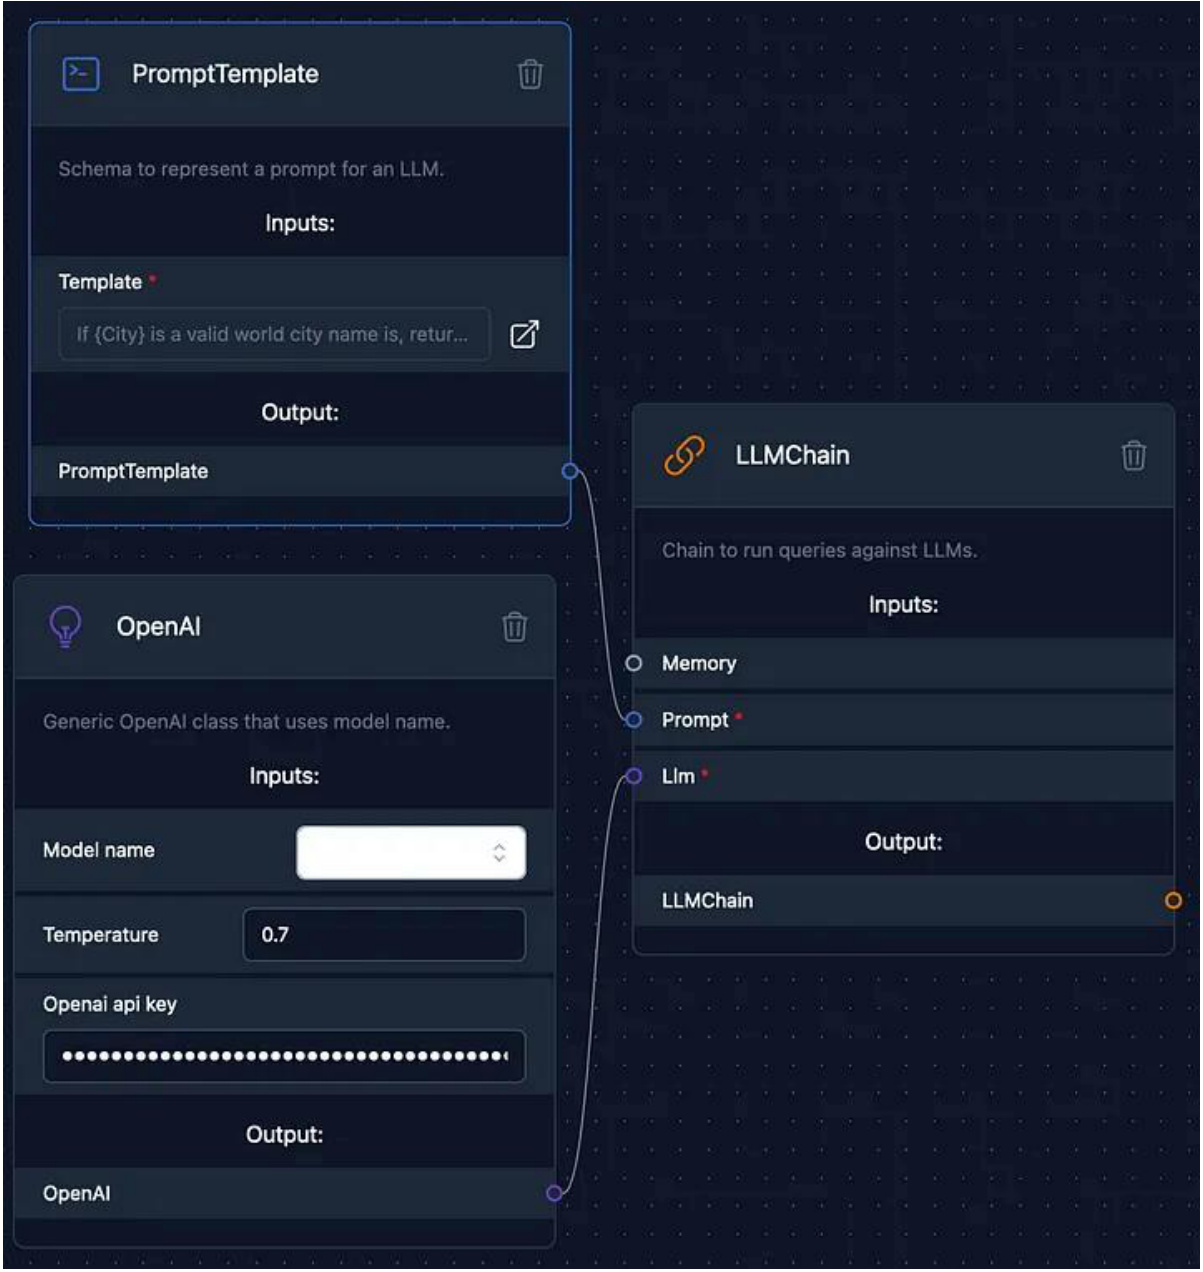 PromptTemplate
Schema to represent a prompt for an LLM.
Inputs:
Template *
If {City} is a valid world city name is, retur...
Output:
PromptTemplate
OpenAI
Generic OpenAI class that uses model name.
Inputs:
Model name
Temperature
0.7
Openai api key
Output:
OpenAI
LLMChain
Chain to run queries against LLMs.
Inputs:
Memory
Prompt *
Llm *
Output:
LLMChain